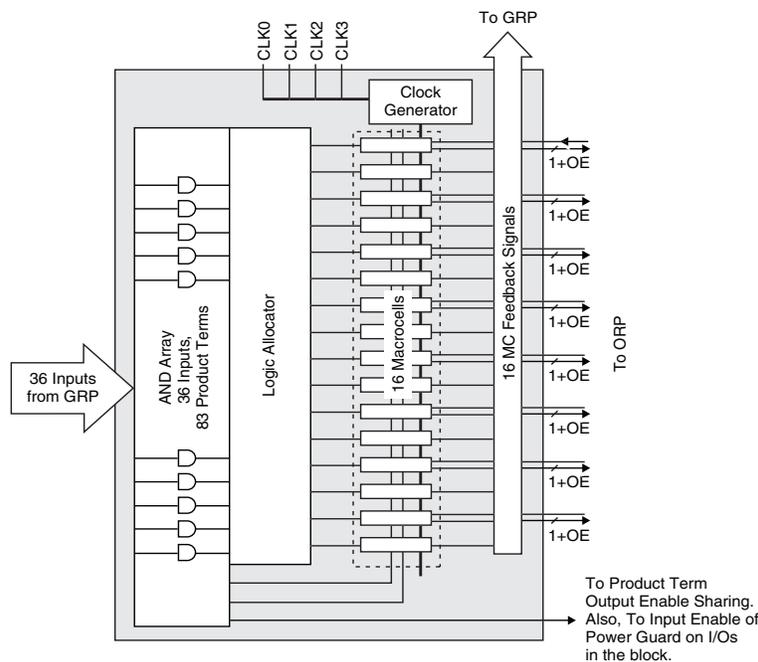 To GRP
CLK0
CLK1
CLK2
CLK3
Clock
Generator
1+OE
1+OE
1+OE
1+OE
1+OE
1+OE
1+OE
1+OE
36 Inputs
from GRP
AND Array
36 Inputs,
83 Product Terms
Logic Allocator
16 Macrocells
16 MC Feedback Signals
To ORP
To Product Term
Output Enable Sharing.
Also, To Input Enable of
Power Guard on I/Os
in the block.